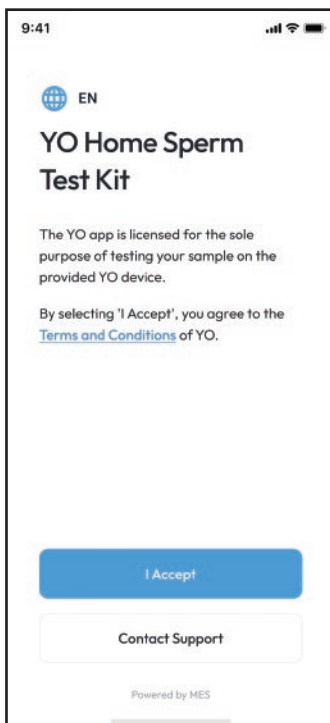 9:41
EN
YO Home Sperm
Test Kit
The YO app is licensed for the sole
purpose of testing your sample on the
provided YO device.
By selecting 'I Accept', you agree to the
Terms and Conditions of YO.
I Accept
Contact Support
Powered by MES